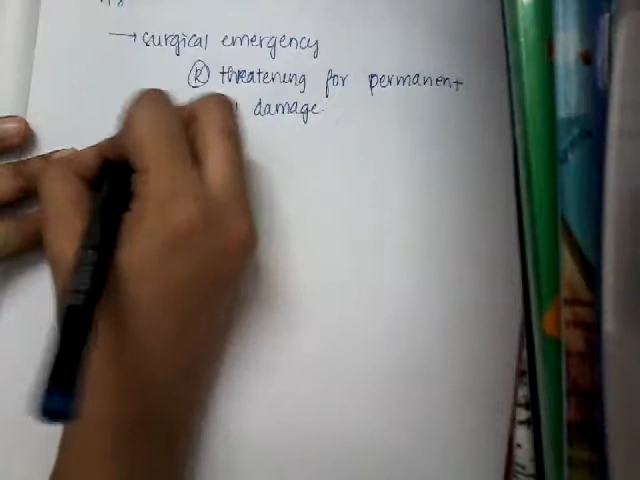 → surgical emergency
Ⓡ threatening for permanent
damage.